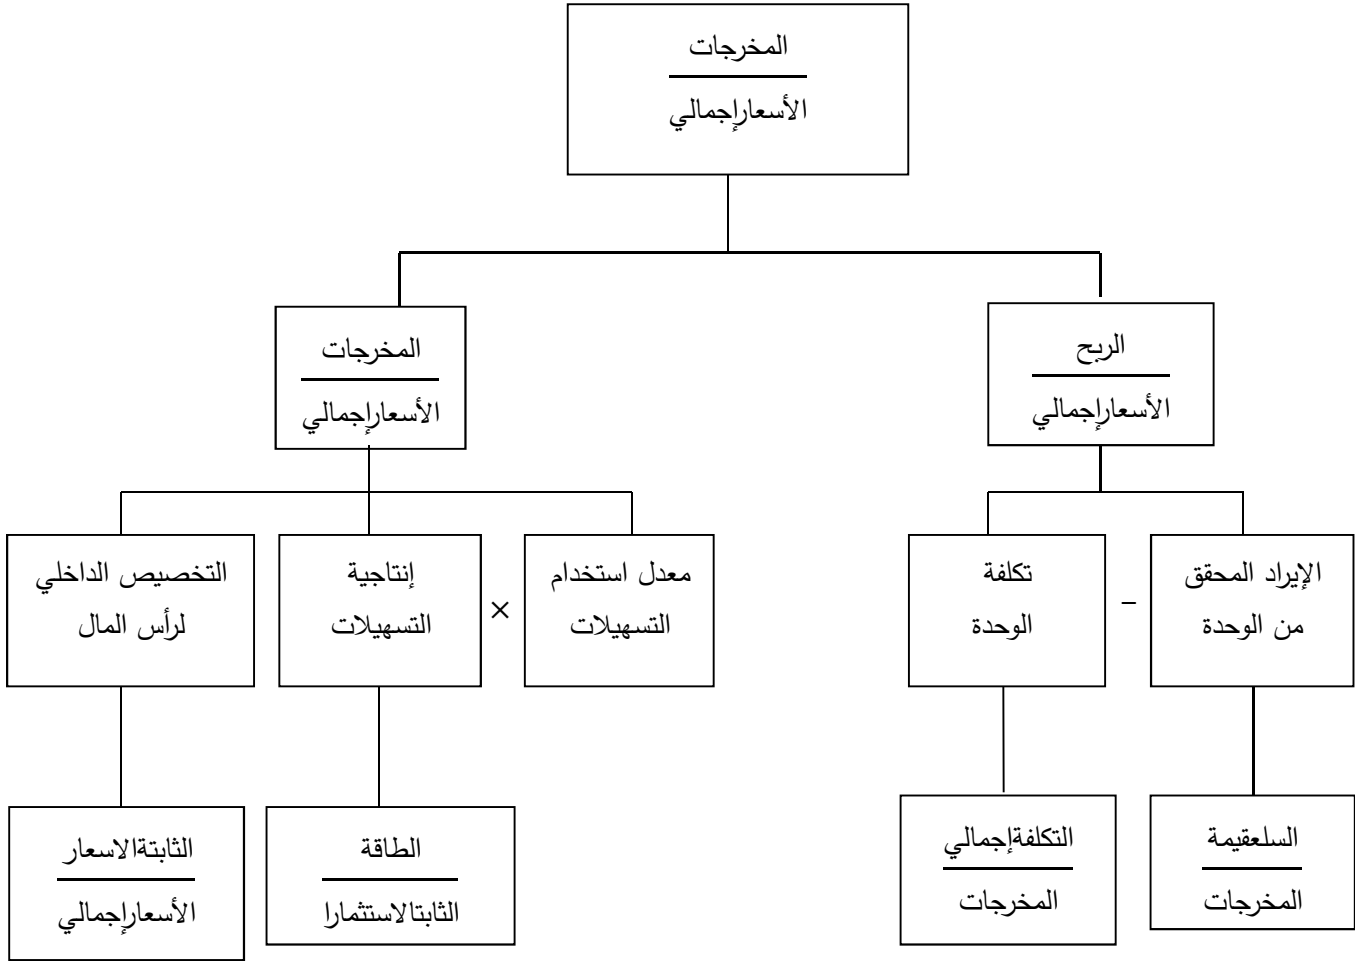 المخرجات
الأسعارإجمالي
الربح
الأسعارإجمالي
المخرجات
الأسعارإجمالي
الإيراد المحقق
من الوحدة
−
تكلفة
الوحدة
معدل استخدام
التسهيلات
×
إنتاجية
التسهيلات
التخصيص الداخلي
لرأس المال
السلعقيمة
المخرجات
التكلفةإجمالي
المخرجات
الطاقة
الثابتالاستثمارا
الثابتةالاسعار
الأسعارإجمالي